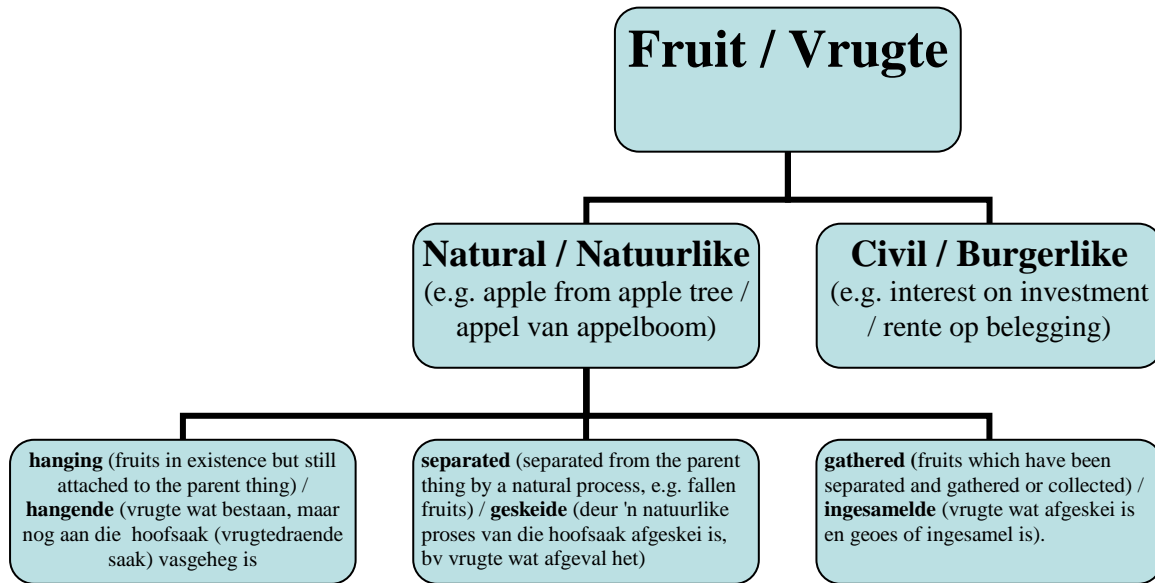 Fruit / Vrugte
Natural / Natuurlike
(e.g. apple from apple tree /
appel van appelboom)
Civil / Burgerlike
(e.g. interest on investment
/ rente op belegging)
hanging (fruits in existence but still
attached to the parent thing) /
hangende (vrugte wat bestaan, maar
nog aan die hoofsaak (vrugtedraende
saak) vasgeheg is
separated (separated from the parent
thing by a natural process, e.g. fallen
fruits) / geskeide (deur 'n natuurlike
proses van die hoofsaak afgeskei is,
bv vrugte wat afgeval het)
gathered (fruits which have been
separated and gathered or collected) /
ingesamelde (vrugte wat afgeskei is
en geoes of ingesamel is).